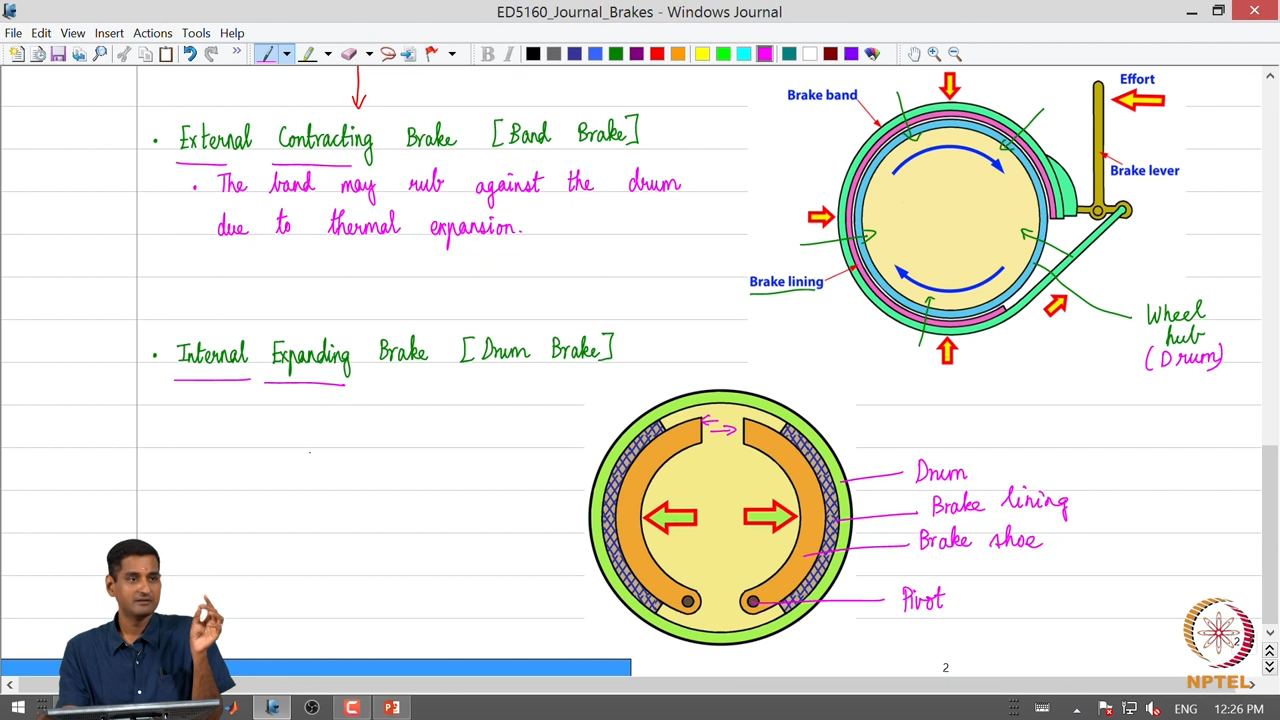 ED5160_Journal_Brakes - Windows Journal
File Edit View Insert Actions Tools Help
B I
• External Contracting Brake [Band Brake]
• The band may rub against the drum
due to thermal expansion.
Brake band
Effort
Brake lever
Brake lining
Wheel
hub
(Drum)
• Internal Expanding Brake [Drum Brake]
Drum
Brake lining
Brake shoe
Pivot
2
2
NPTEL
ENG 12:26 PM